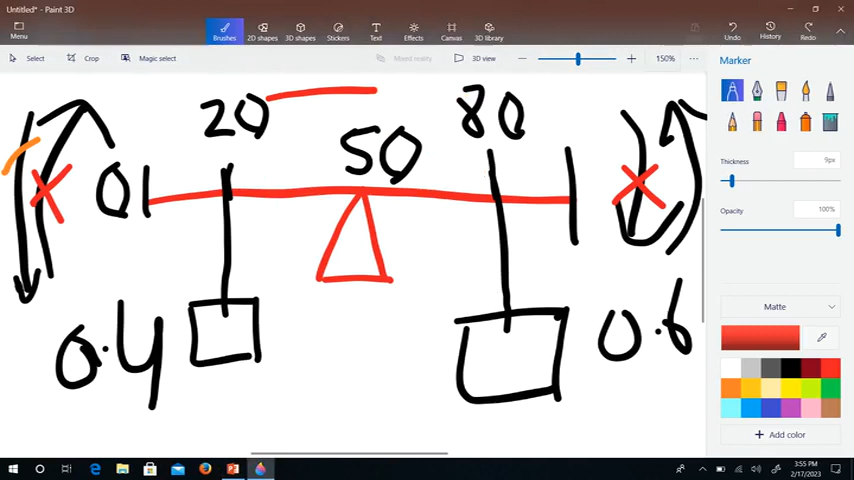 Untitled* - Paint 3D
Menu
Brushes
2D shapes
3D shapes
Stickers
Text
Effects
Canvas
3D library
Undo
History
Redo
Select
Crop
Magic select
Mixed reality
3D view
150%
Marker
Thickness
9px
Opacity
100%
Matte
Add color
20
50
80
0
0.4
0.6
3:55 PM
2/17/2023